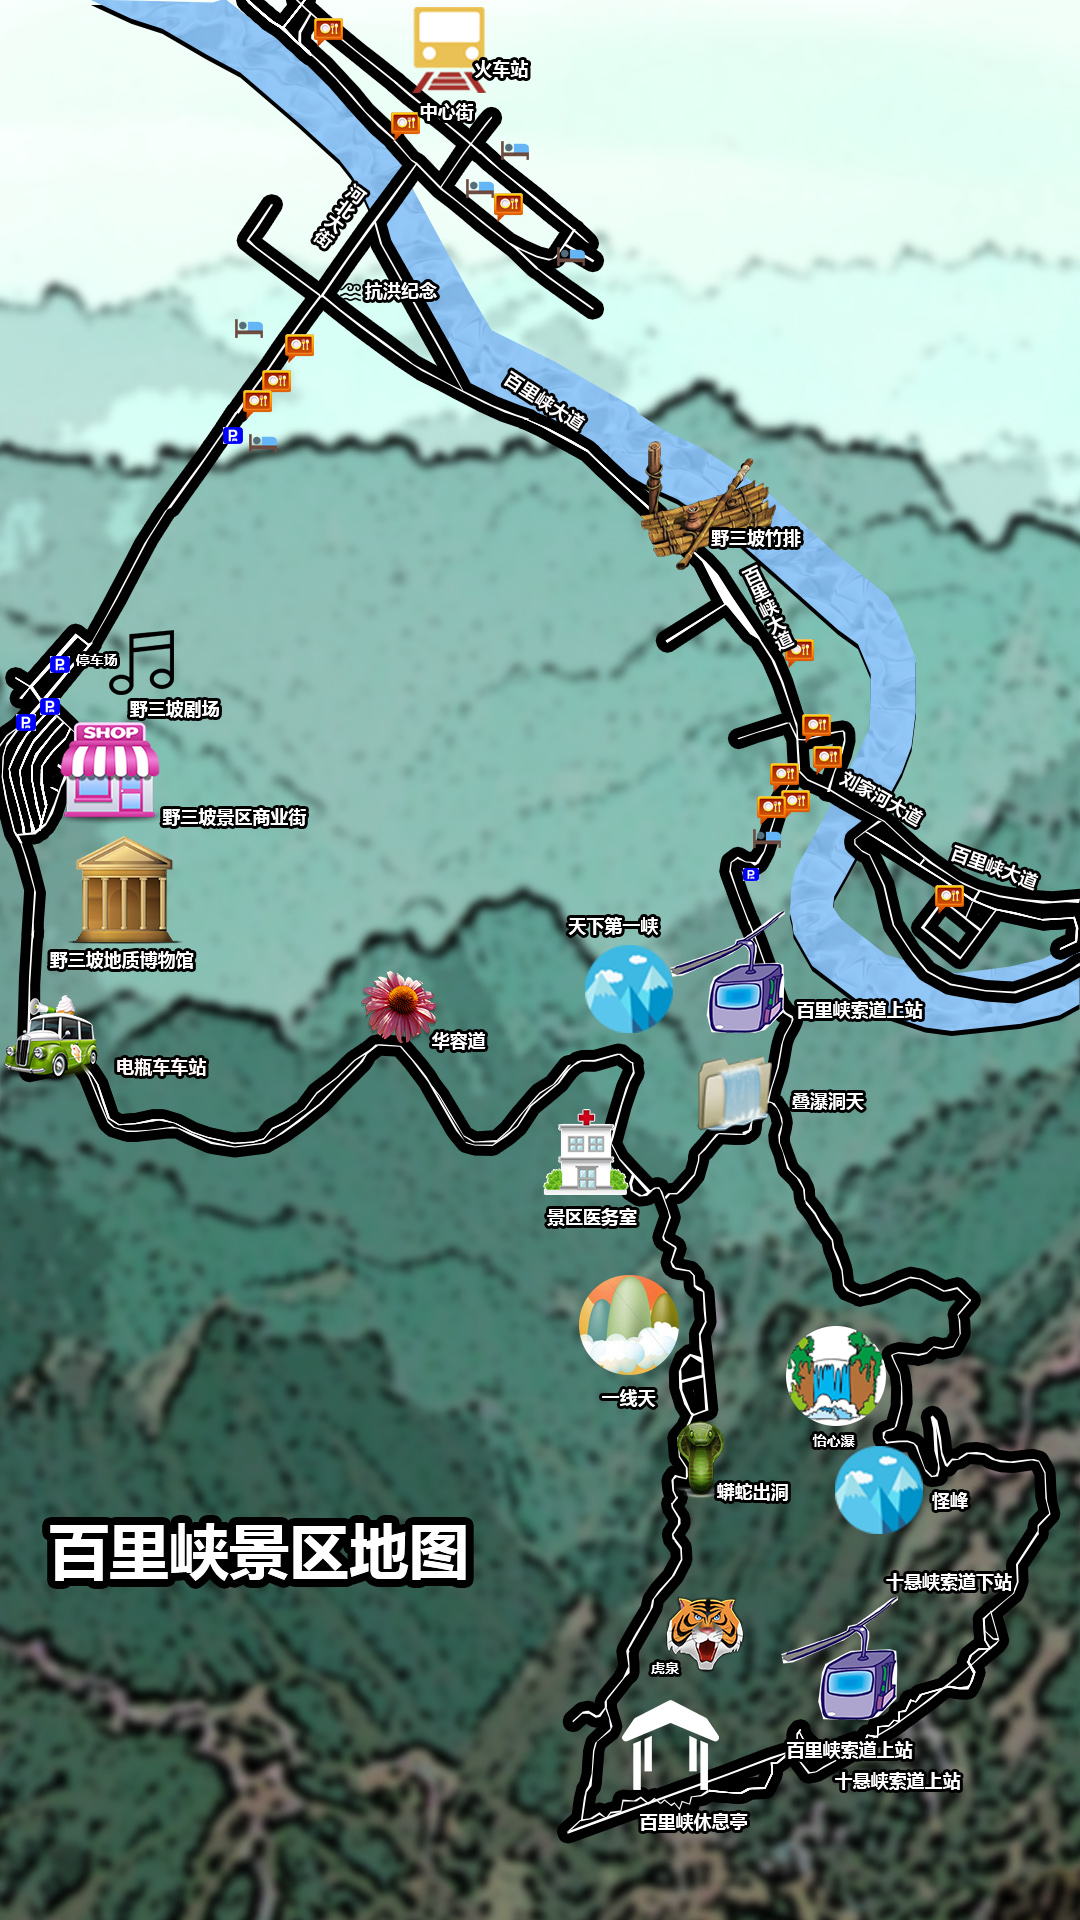 火车站
中心街
河北大街
抗洪纪念
百里峡大道
野三坡竹排
百里峡大道
P
P
停车场
P
P
野三坡剧场
SHOP
野三坡景区商业街
刘家河大道
百里峡大道
P
野三坡地质博物馆
天下第一峡
百里峡索道上站
华容道
电瓶车车站
叠瀑洞天
景区医务室
一线天
怡心瀑
蟒蛇出洞
怪峰
百里峡景区地图
十悬峡索道下站
虎泉
百里峡索道上站
十悬峡索道上站
百里峡休息亭